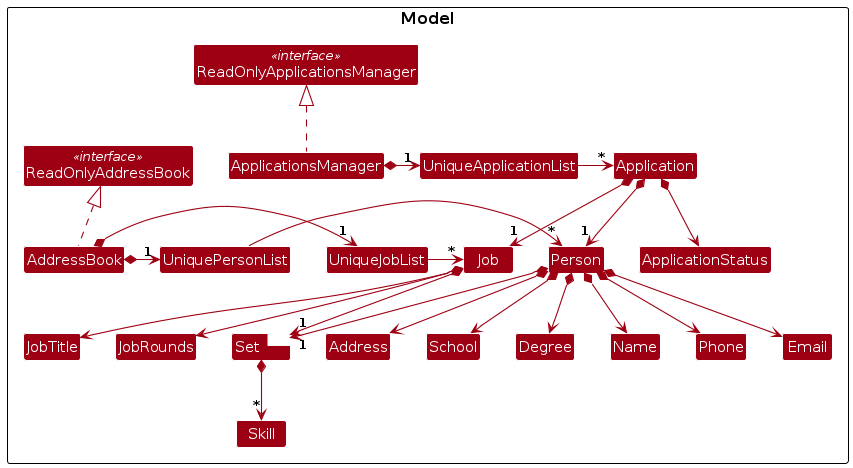 Model
«interface»
ReadOnlyApplicationsManager
«interface»
ReadOnlyAddressBook
ApplicationsManager
1
UniqueApplicationList
*
Application
AddressBook
1
UniquePersonList
1
UniqueJobList
*
1
Job
*
1
Person
ApplicationStatus
JobTitle
JobRounds
Set
1
1
Address
School
Degree
Name
Phone
Email
*
Skill